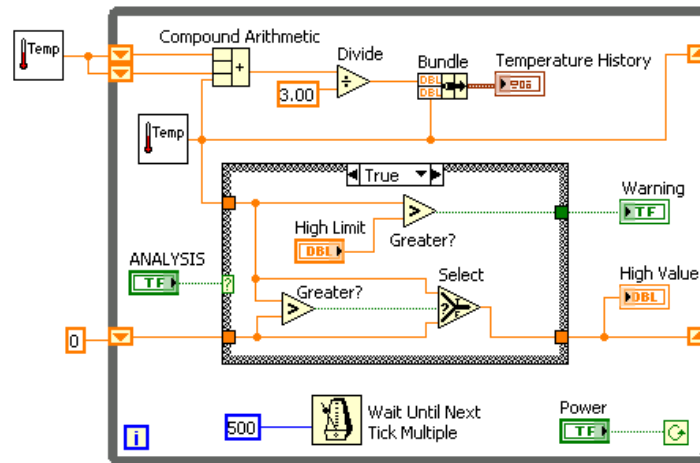 Temp
Compound Arithmetic
+
Divide
÷
3.00
Bundle
DBL
DBL
Temperature History
Temp
True
Warning
TF
High Limit
DBL
>
Greater?
ANALYSIS
TF
?
Greater?
>
Select
?
T
F
High Value
DBL
0
i
500
Wait Until Next
Tick Multiple
Power
TF